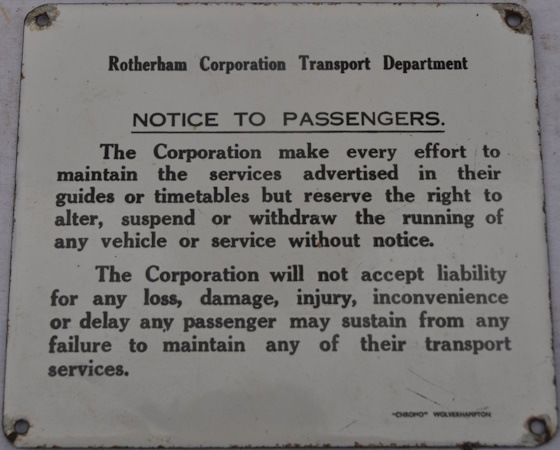 Rotherham Corporation Transport Department
NOTICE TO PASSENGERS.
The Corporation make every effort to
maintain the services advertised in their
guides or timetables but reserve the right to
alter, suspend or withdraw the running of
any vehicle or service without notice.
The Corporation will not accept liability
for any loss, damage, injury, inconvenience
or delay any passenger may sustain from any
failure to maintain any of their transport
services.
"CHROMO" WOLVERHAMPTON